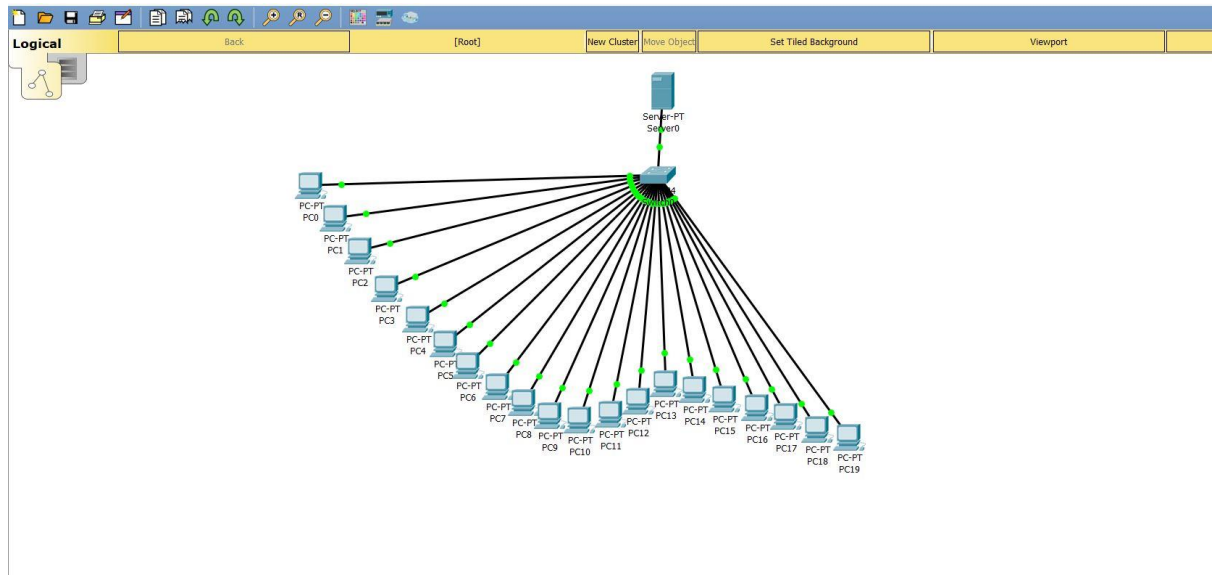 Logical
Back
[Root]
New Cluster
Move Object
Set Tiled Background
Viewport
R
Server-PT
Server0
4
PC-PT
PC0
PC-PT
PC1
PC-PT
PC2
PC-PT
PC3
PC-PT
PC4
PC-PT
PC5
PC-PT
PC6
PC-PT
PC7
PC-PT
PC8
PC-PT
PC9
PC-PT
PC10
PC-PT
PC11
PC-PT
PC12
PC-PT
PC13
PC-PT
PC14
PC-PT
PC15
PC-PT
PC16
PC-PT
PC17
PC-PT
PC18
PC-PT
PC19